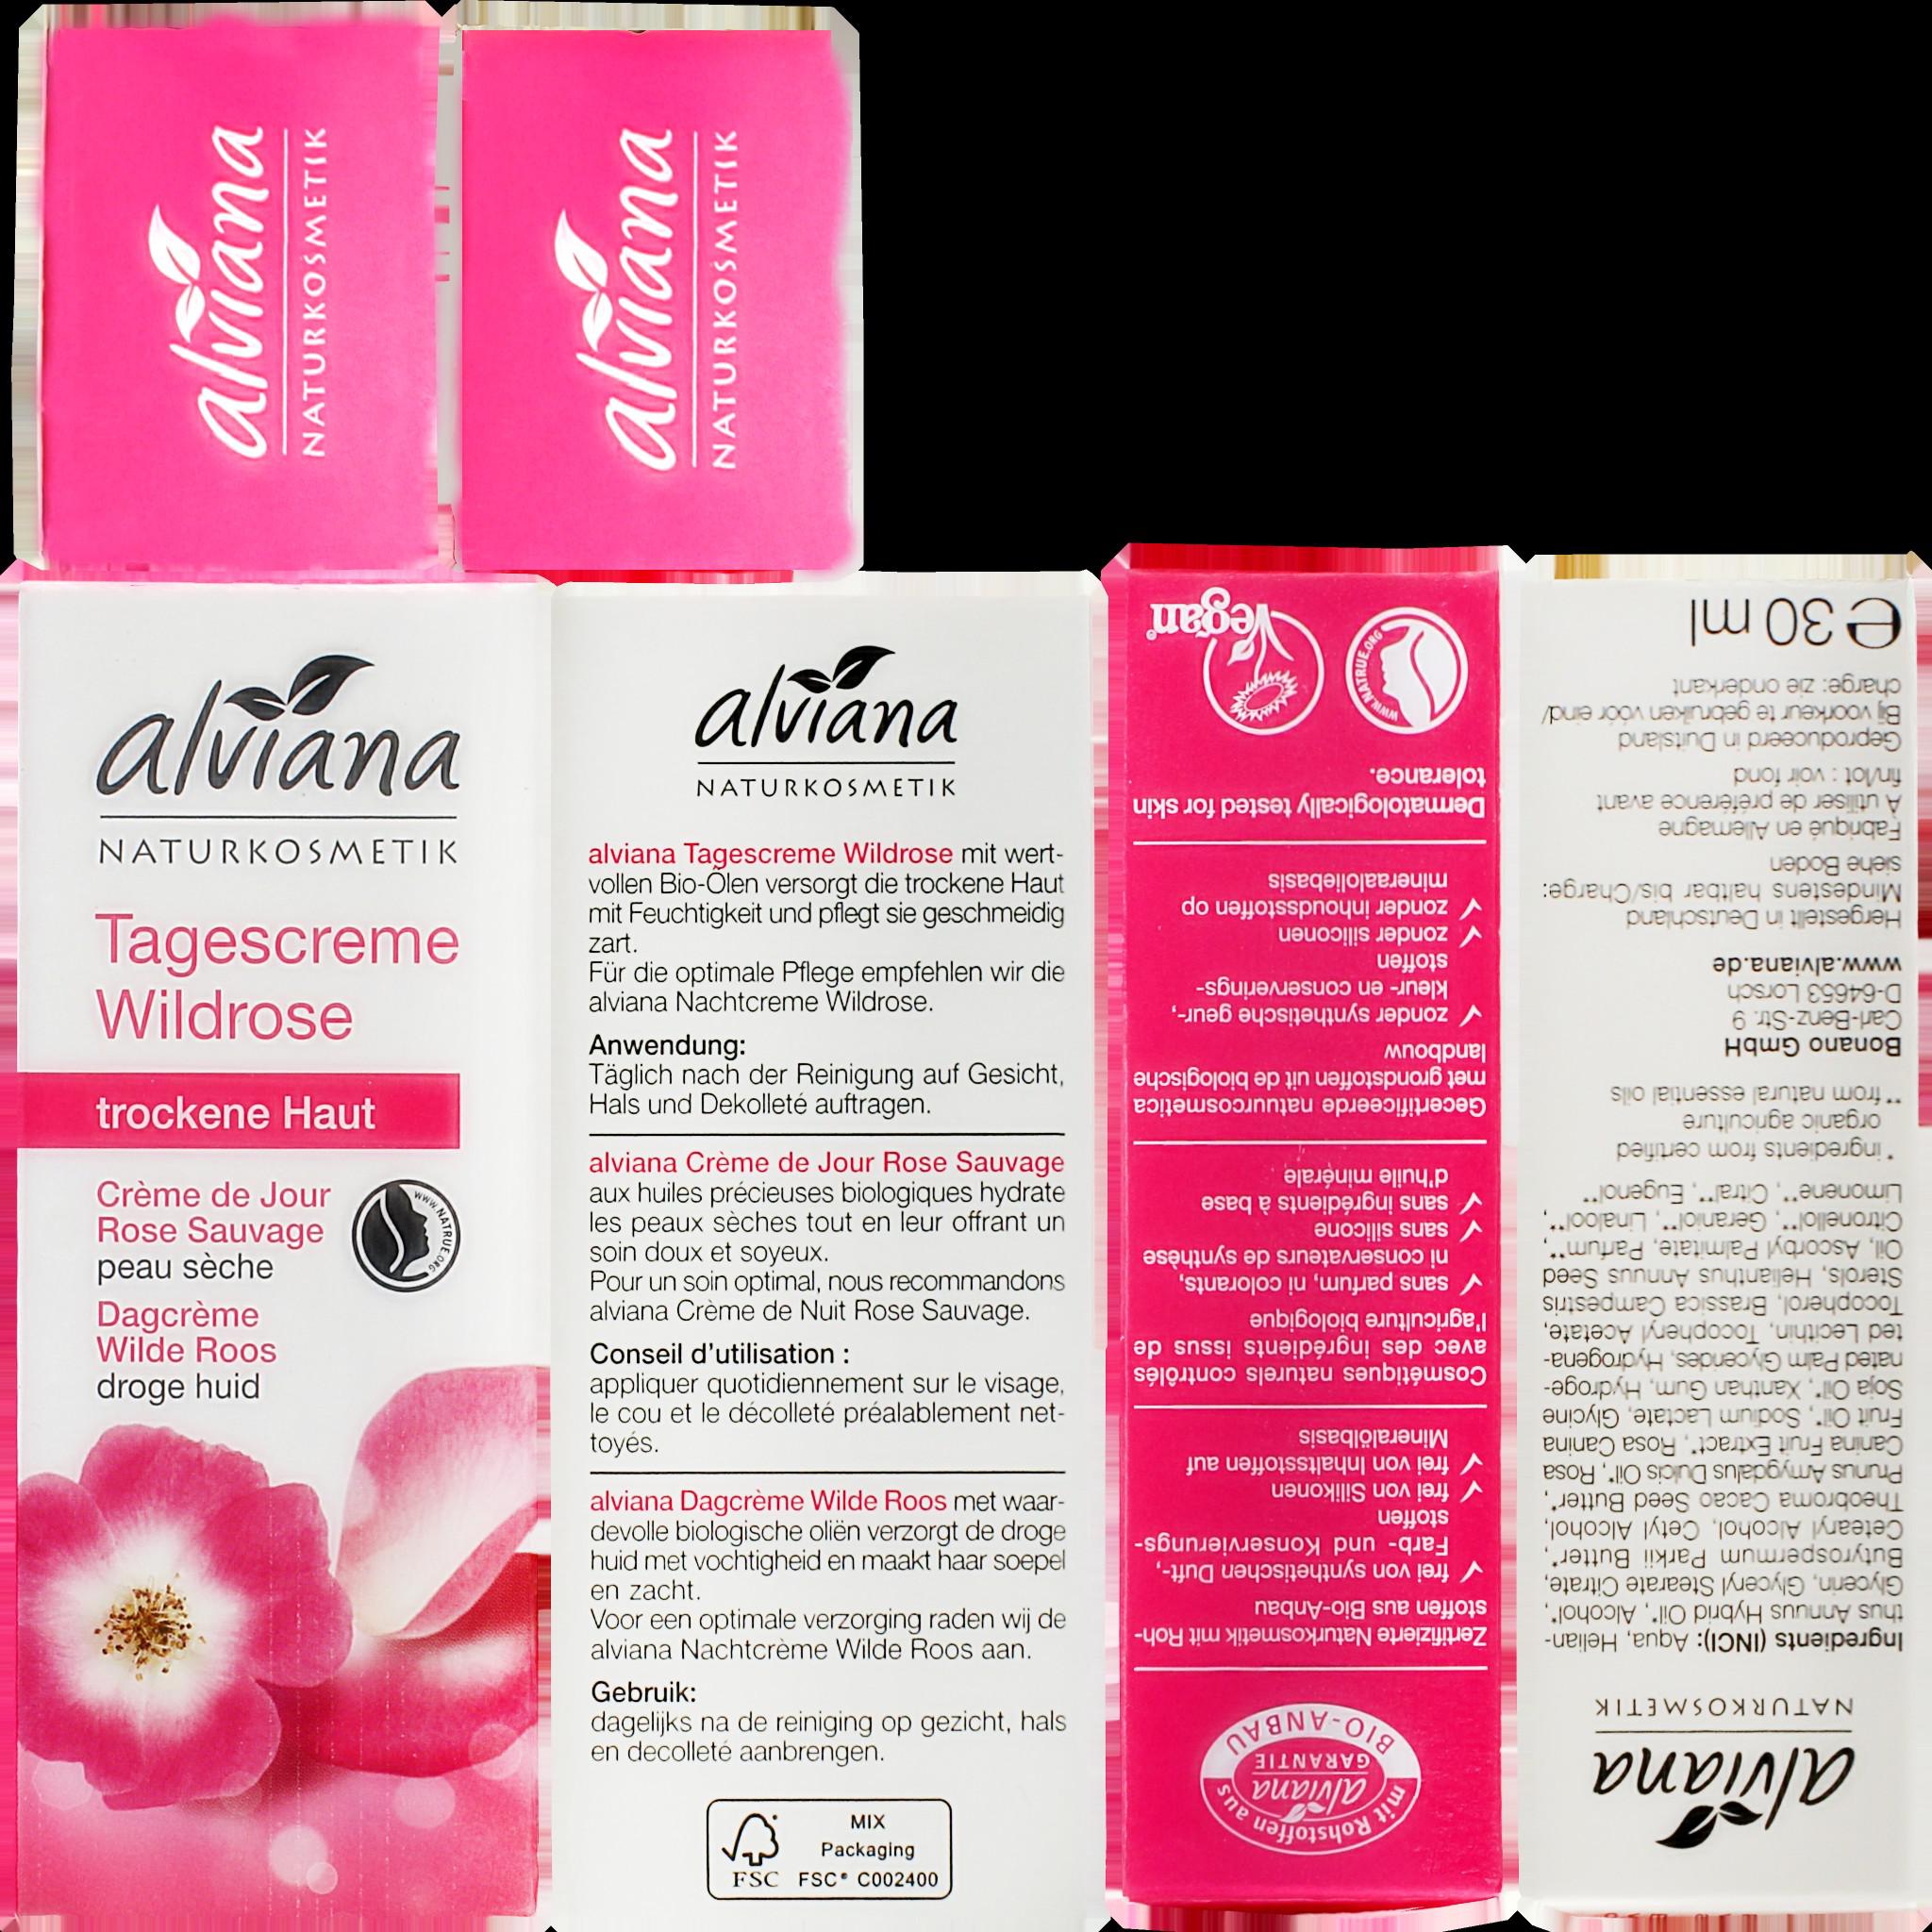 alviana
NATURKOSMETIK
alviana
NATURKOSMETIK
alviana
NATURKOSMETIK
Tagescreme
Wildrose
trockene Haut
Crème de Jour
Rose Sauvage
peau sèche
Dagcrème
Wilde Roos
droge huid
WWW.NATRUE.ORG
alviana
NATURKOSMETIK
alviana Tagescreme Wildrose mit wert-
vollen Bio-Ölen versorgt die trockene Haut
mit Feuchtigkeit und pflegt sie geschmeidig
zart.
Für die optimale Pflege empfehlen wir die
alviana Nachtcreme Wildrose.
Anwendung:
Täglich nach der Reinigung auf Gesicht,
Hals und Dekolleté auftragen.
alviana Crème de Jour Rose Sauvage
aux huiles précieuses biologiques hydrate
les peaux sèches tout en leur offrant un
soin doux et soyeux.
Pour un soin optimal, nous recommandons
alviana Crème de Nuit Rose Sauvage.
Conseil d'utilisation :
appliquer quotidiennement sur le visage,
le cou et le décolleté préalablement net-
toyés.
alviana Dagcrème Wilde Roos met waar-
devolle biologische oliën verzorgt de droge
huid met vochtigheid en maakt haar soepel
en zacht.
Voor een optimale verzorging raden wij de
alviana Nachtcrème Wilde Roos aan.
Gebruik:
dagelijks na de reiniging op gezicht, hals
en decolleté aanbrengen.
FSC
MIX
Packaging
FSC® C002400
mit Rohstoffen aus
alviana
GARANTIE
BIO-ANBAU
Zertifizierte Naturkosmetik mit Roh-
stoffen aus Bio-Anbau
✓ frei von synthetischen Duft-,
Farb- und Konservierungs-
stoffen
✓ frei von Silikonen
✓ frei von Inhaltsstoffen auf
Mineralölbasis
Cosmétiques naturels contrôlés
avec des ingrédients issus de
l'agriculture biologique
✓ sans parfum, ni colorants,
ni conservateurs de synthèse
✓ sans silicone
✓ sans ingrédients à base
d'huile minérale
Gecertificeerde natuurcosmetica
met grondstoffen uit de biologische
landbouw
✓ zonder synthetische geur-,
kleur- en conserverings-
stoffen
✓ zonder siliconen
✓ zonder inhoudsstoffen op
mineraaloliebasis
Dermatologically tested for skin
tolerance.
WWW.NATRUE.ORG
Vegan®
alviana
NATURKOSMETIK
Ingredients (INCI): Aqua, Helian-
thus Annuus Hybrid Oil*, Alcohol*,
Glycerin, Glyceryl Stearate Citrate,
Butyrospermum Parkii Butter*,
Cetearyl Alcohol, Cetyl Alcohol,
Theobroma Cacao Seed Butter*,
Prunus Amygdalus Dulcis Oil*, Rosa
Canina Fruit Extract*, Rosa Canina
Fruit Oil*, Sodium Lactate, Glycine
Soja Oil*, Xanthan Gum, Hydroge-
nated Palm Glycerides, Hydrogena-
ted Lecithin, Tocopheryl Acetate,
Tocopherol, Brassica Campestris
Sterols, Helianthus Annuus Seed
Oil, Ascorbyl Palmitate, Parfum**,
Citronellol**, Geraniol**, Linalool**,
Limonene**, Citral**, Eugenol**
* ingredients from certified
organic agriculture
** from natural essential oils
Bonano GmbH
Carl-Benz-Str. 9
D-64653 Lorsch
www.alviana.de
Hergestellt in Deutschland
Mindestens haltbar bis/Charge:
siehe Boden
Fabriqué en Allemagne
À utiliser de préférence avant
fin/lot : voir fond
Geproduceerd in Duitsland
Bij voorkeur te gebruiken vóór eind/
charge: zie onderkant
℮ 30 ml